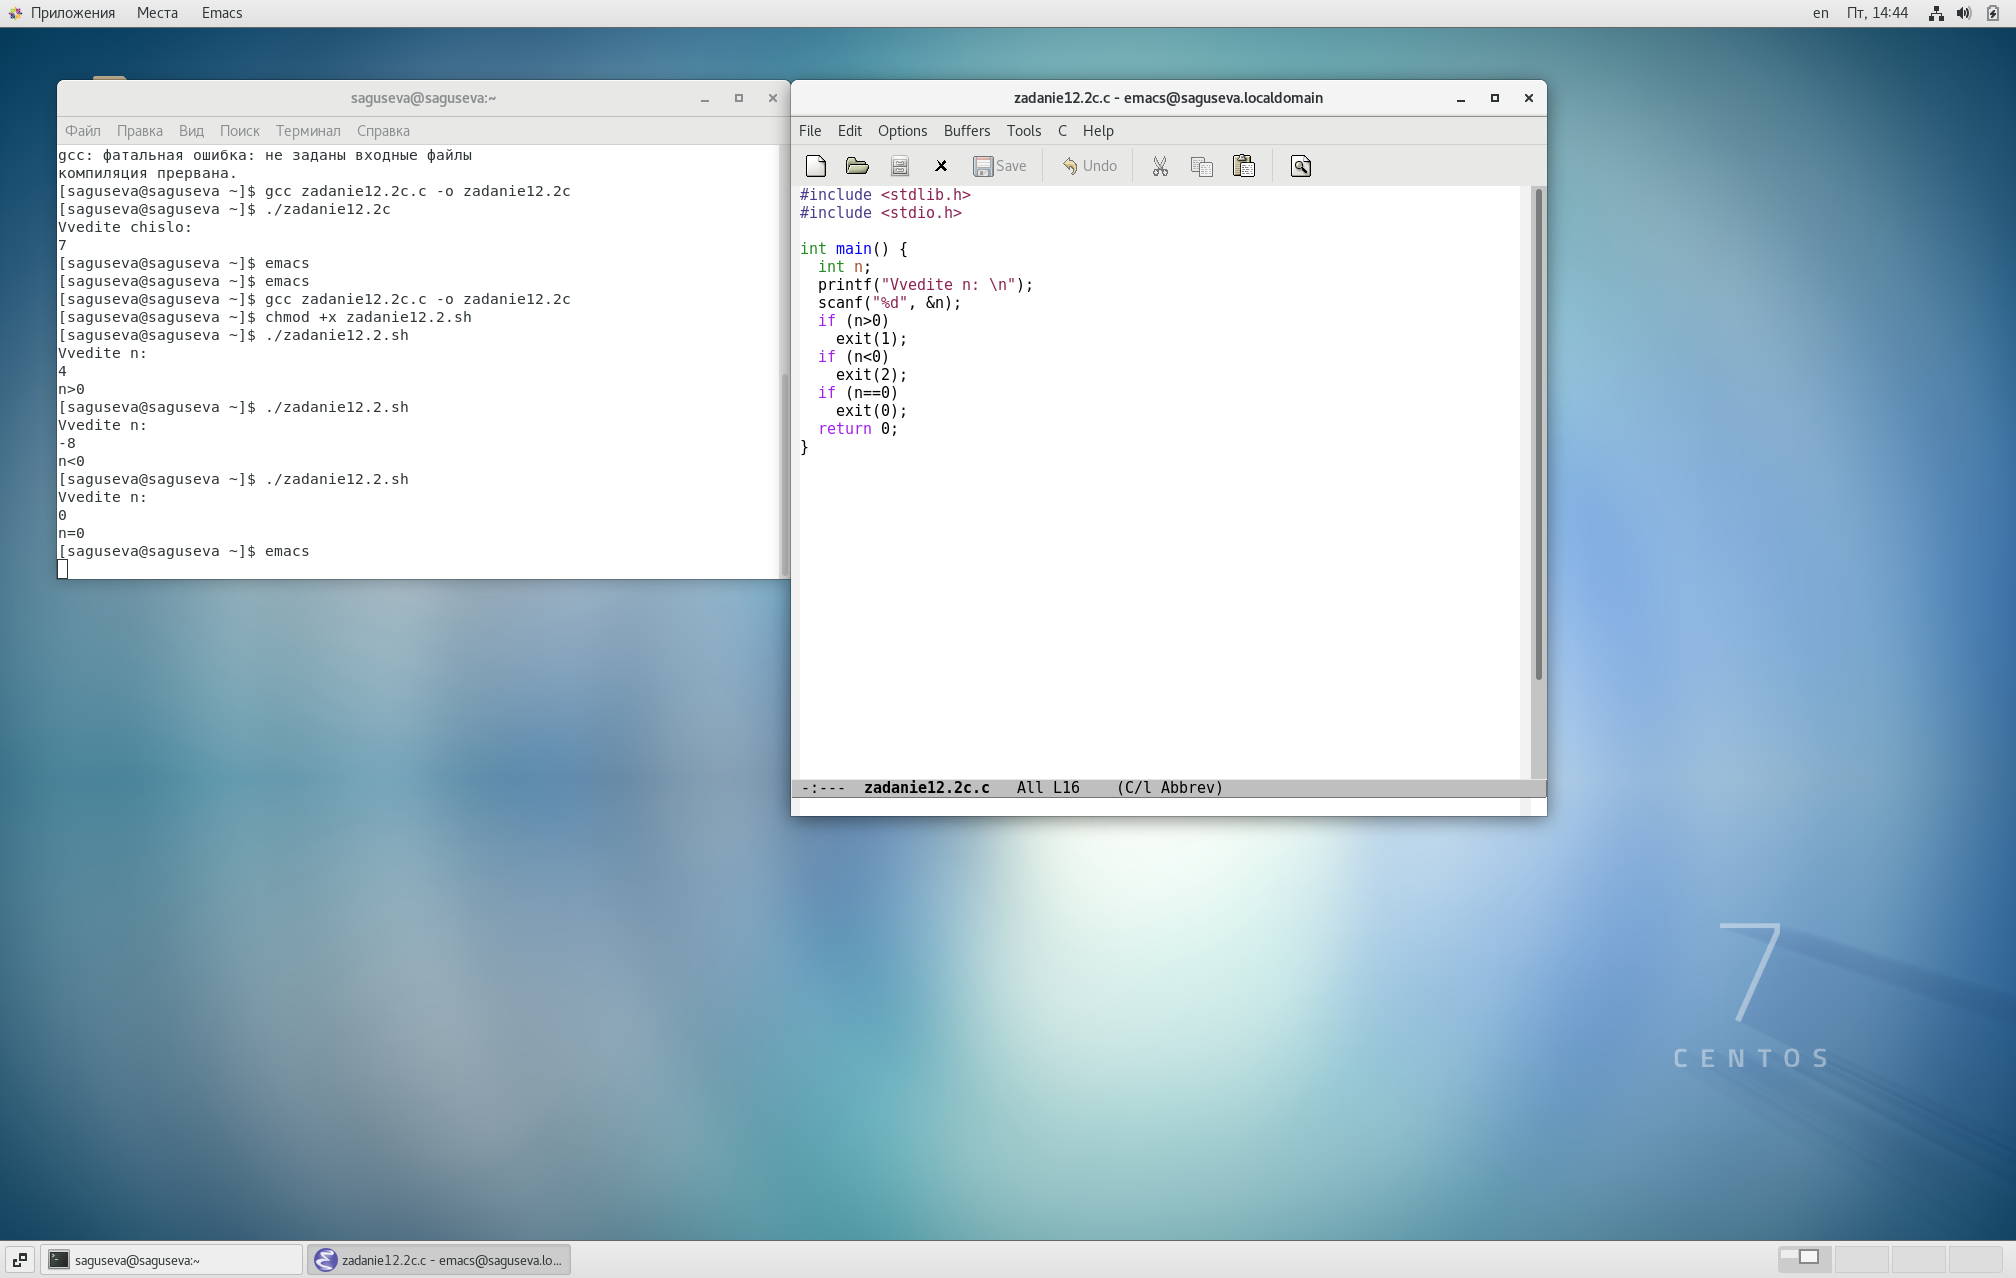 Приложения Места Emacs en Пт, 14:44
saguseva@saguseva:~
Файл Правка Вид Поиск Терминал Справка
gcc: фатальная ошибка: не заданы входные файлы
компиляция прервана.
[saguseva@saguseva ~]$ gcc zadanie12.2c.c -o zadanie12.2c
[saguseva@saguseva ~]$ ./zadanie12.2c
Vvedite chislo:
7
[saguseva@saguseva ~]$ emacs
[saguseva@saguseva ~]$ emacs
[saguseva@saguseva ~]$ gcc zadanie12.2c.c -o zadanie12.2c
[saguseva@saguseva ~]$ chmod +x zadanie12.2.sh
[saguseva@saguseva ~]$ ./zadanie12.2.sh
Vvedite n:
4
n>0
[saguseva@saguseva ~]$ ./zadanie12.2.sh
Vvedite n:
-8
n<0
[saguseva@saguseva ~]$ ./zadanie12.2.sh
Vvedite n:
0
n=0
[saguseva@saguseva ~]$ emacs
zadanie12.2c.c - emacs@saguseva.localdomain
File Edit Options Buffers Tools C Help
Save Undo
#include <stdlib.h>
#include <stdio.h>
int main() {
int n;
printf("Vvedite n: \n");
scanf("%d", &n);
if (n>0)
exit(1);
if (n<0)
exit(2);
if (n==0)
exit(0);
return 0;
}
-:--- zadanie12.2c.c All L16 (C/l Abbrev)
7
CENTOS
saguseva@saguseva:~ zadanie12.2c.c - emacs@saguseva.lo...